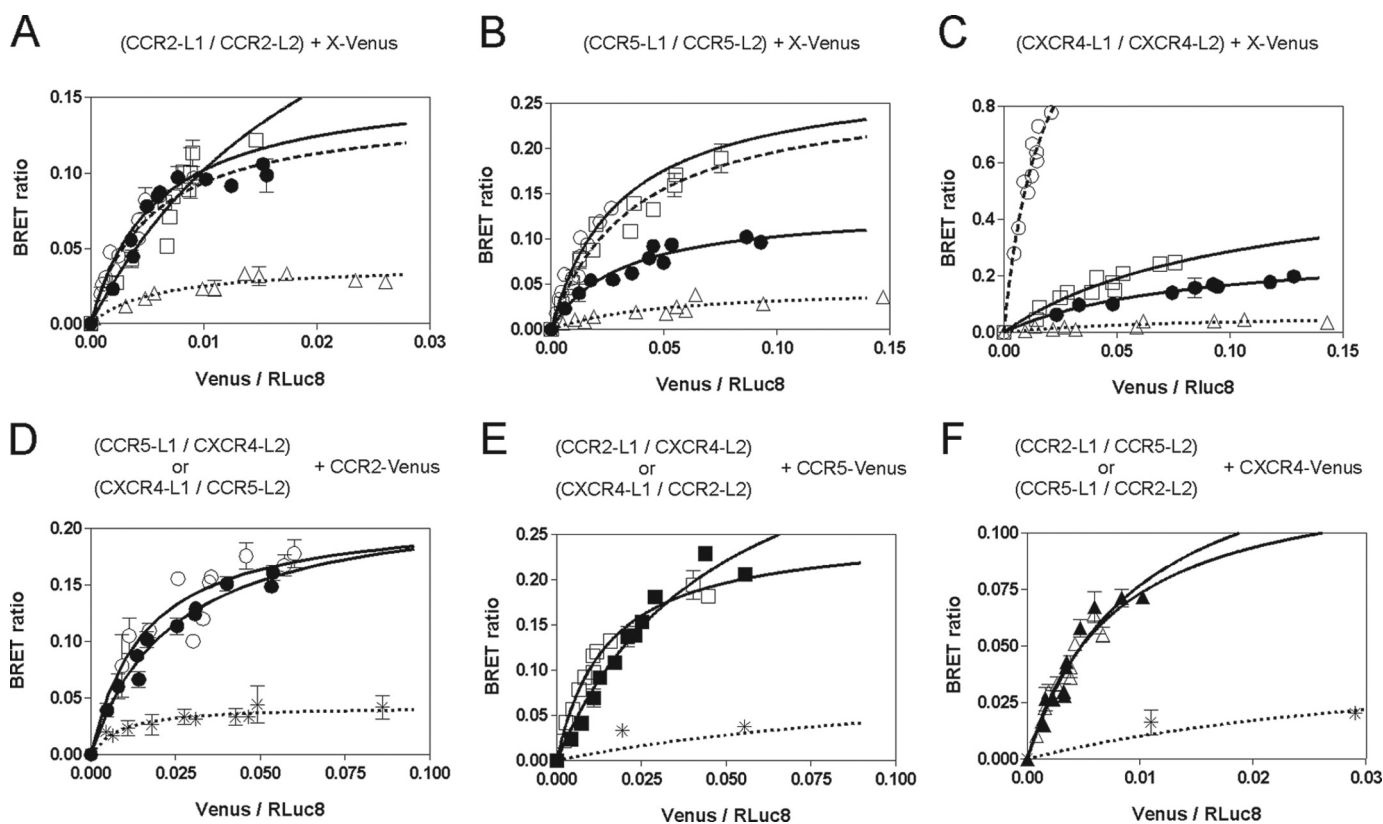 A
(CCR2-L1 / CCR2-L2) + X-Venus
BRET ratio
0.15
0.10
0.05
0.00
0.00 0.01 0.02 0.03
Venus / RLuc8
B
(CCR5-L1 / CCR5-L2) + X-Venus
BRET ratio
0.25
0.20
0.15
0.10
0.05
0.00
0.00 0.05 0.10 0.15
Venus / RLuc8
C
(CXCR4-L1 / CXCR4-L2) + X-Venus
BRET ratio
0.8
0.6
0.4
0.2
0.0
0.00 0.05 0.10 0.15
Venus / Rluc8
D
(CCR5-L1 / CXCR4-L2)
or + CCR2-Venus
(CXCR4-L1 / CCR5-L2)
BRET ratio
0.20
0.15
0.10
0.05
0.00
0.000 0.025 0.050 0.075 0.100
Venus / RLuc8
E
(CCR2-L1 / CXCR4-L2)
or + CCR5-Venus
(CXCR4-L1 / CCR2-L2)
BRET ratio
0.25
0.20
0.15
0.10
0.05
0.00
0.000 0.025 0.050 0.075 0.100
Venus / RLuc8
F
(CCR2-L1 / CCR5-L2)
or + CXCR4-Venus
(CCR5-L1 / CCR2-L2)
BRET ratio
0.100
0.075
0.050
0.025
0.000
0.00 0.01 0.02 0.03
Venus / RLuc8